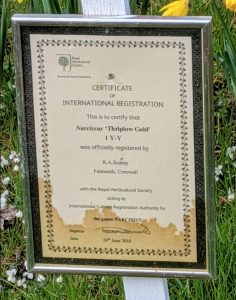 Royal
Horticultural
Society
CERTIFICATE
OF
INTERNATIONAL REGISTRATION
This is to certify that
Narcissus 'Thriplow Gold'
1 Y-Y
was officially registered by
R.A.Scamp
Falmouth, Cornwall
with the Royal Horticultural Society
acting as
International Cultivar Registration Authority for
the genus NARCISSUS
Registrar
Date
24th June 2014